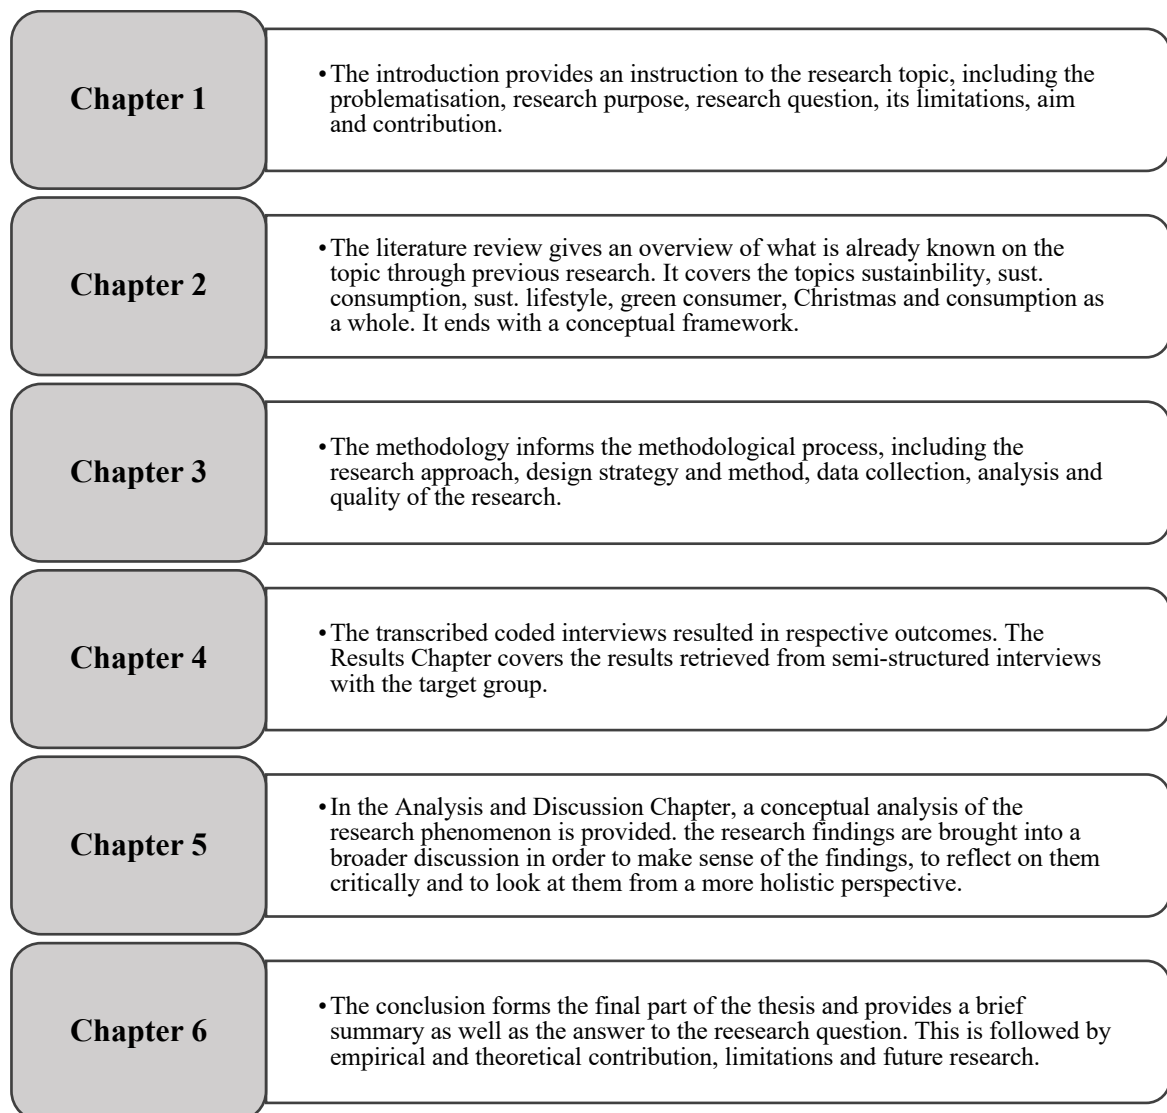 Chapter 1
•The introduction provides an instruction to the research topic, including the
problematisation, research purpose, research question, its limitations, aim
and contribution.
Chapter 2
•The literature review gives an overview of what is already known on the
topic through previous research. It covers the topics sustainbility, sust.
consumption, sust. lifestyle, green consumer, Christmas and consumption as
a whole. It ends with a conceptual framework.
Chapter 3
•The methodology informs the methodological process, including the
research approach, design strategy and method, data collection, analysis and
quality of the research.
Chapter 4
•The transcribed coded interviews resulted in respective outcomes. The
Results Chapter covers the results retrieved from semi-structured interviews
with the target group.
Chapter 5
•In the Analysis and Discussion Chapter, a conceptual analysis of the
research phenomenon is provided. the research findings are brought into a
broader discussion in order to make sense of the findings, to reflect on them
critically and to look at them from a more holistic perspective.
Chapter 6
•The conclusion forms the final part of the thesis and provides a brief
summary as well as the answer to the reesearch question. This is followed by
empirical and theoretical contribution, limitations and future research.